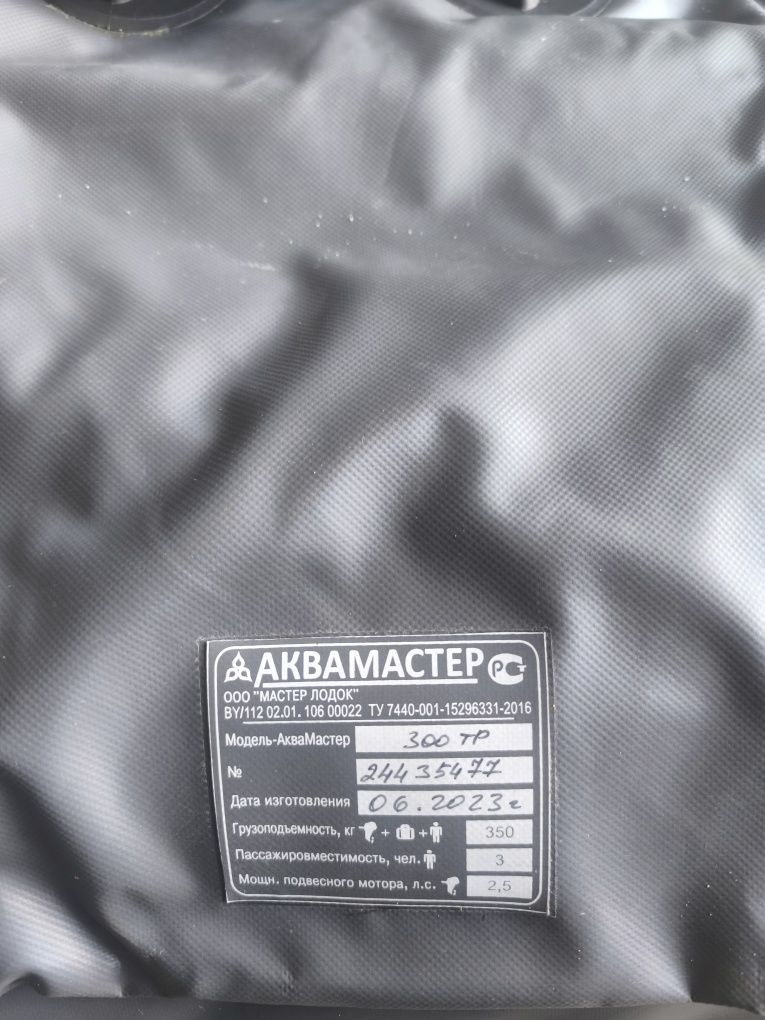 АКВАМАСТЕР РСТ
ООО "МАСТЕР ЛОДОК"
BY/112 02.01. 106 00022 ТУ 7440-001-15296331-2016
Модель-АкваМастер 300 ТР
№ 24435477
Дата изготовления 06.2023г
Грузоподъемность, кг + + 350
Пассажировместимость, чел. 3
Мощн. подвесного мотора, л.с. 2,5